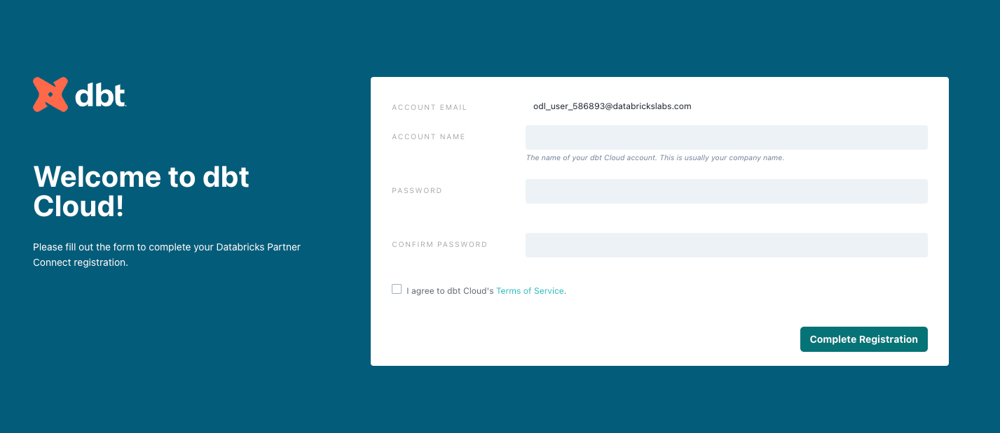 dbt
Welcome to dbt
Cloud!
Please fill out the form to complete your Databricks Partner
Connect registration.
ACCOUNT EMAIL odl_user_586893@databrickslabs.com
ACCOUNT NAME
The name of your dbt Cloud account. This is usually your company name.
PASSWORD
CONFIRM PASSWORD
I agree to dbt Cloud's Terms of Service.
Complete Registration